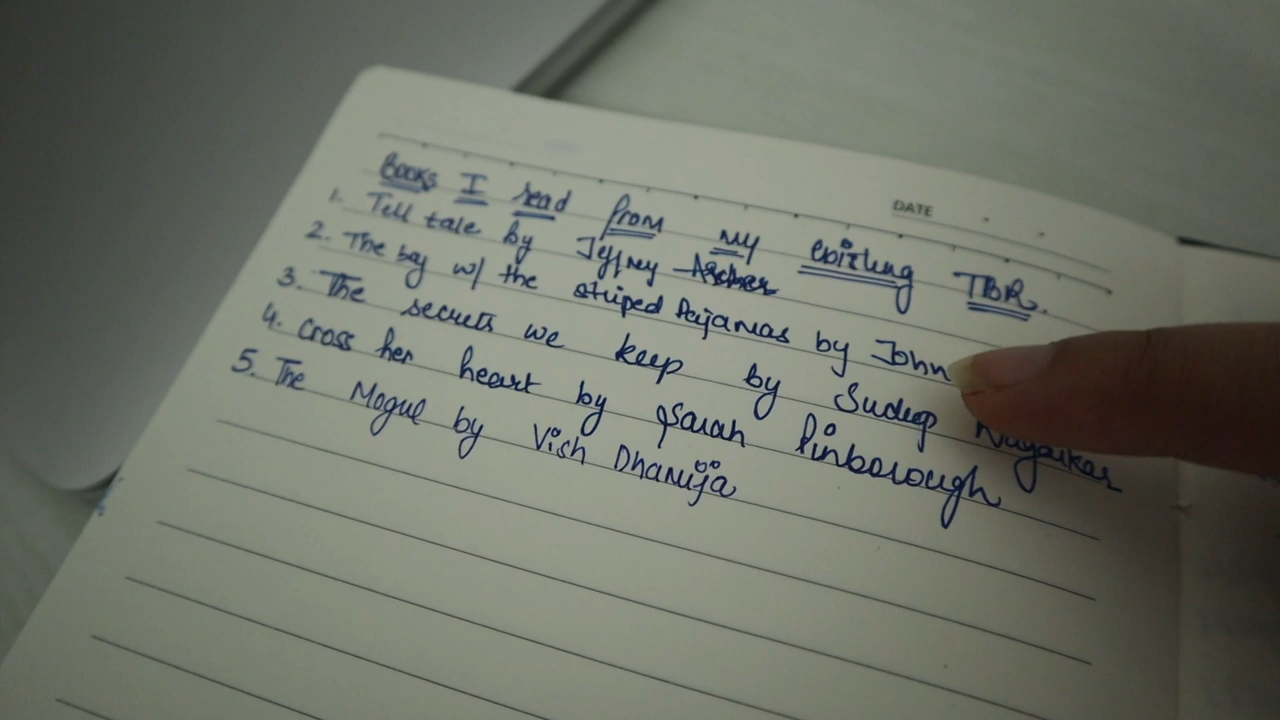 DATE
Books I read from my existing TBR.
1. Tell tale by Jeffrey Archer
2. The boy w/ the striped Pajamas by John
3. The secrets we keep by Sudeep Nagarkar
4. Cross her heart by Sarah Pinborough
5. The Mogul by Vish Dhamija